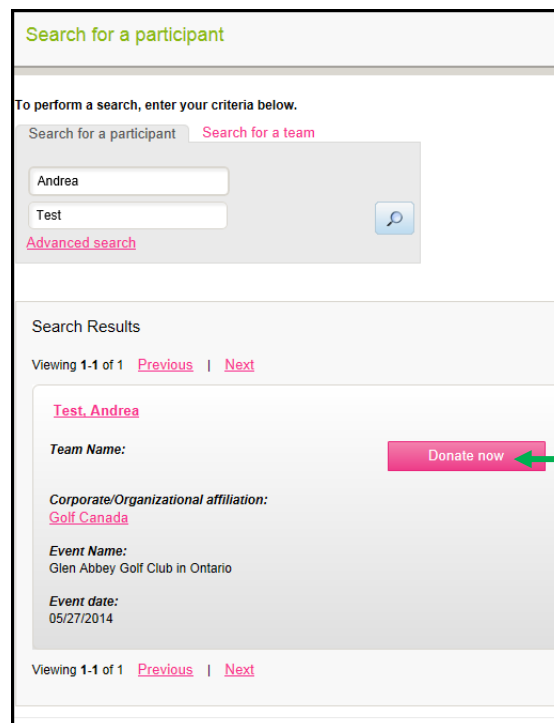 Search for a participant
To perform a search, enter your criteria below.
Search for a participant Search for a team
Andrea
Test
Advanced search
Search Results
Viewing 1-1 of 1 Previous | Next
Test, Andrea
Team Name:
Donate now
Corporate/Organizational affiliation:
Golf Canada
Event Name:
Glen Abbey Golf Club in Ontario
Event date:
05/27/2014
Viewing 1-1 of 1 Previous | Next